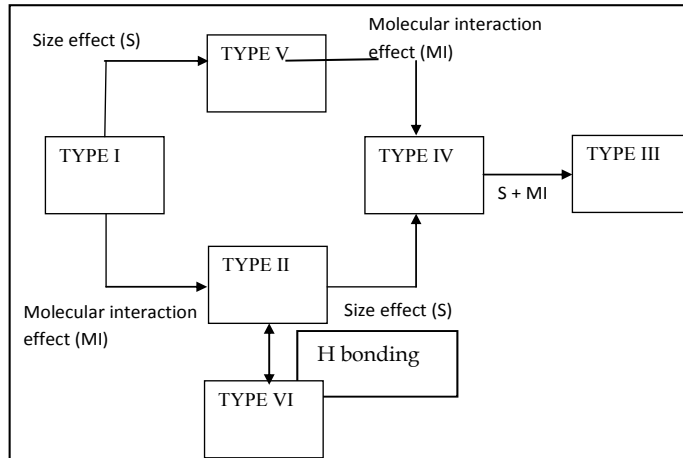 Size effect (S)
Molecular interaction
effect (MI)
TYPE V
TYPE I
TYPE IV
TYPE III
S + MI
TYPE II
Molecular interaction
effect (MI)
Size effect (S)
H bonding
TYPE VI